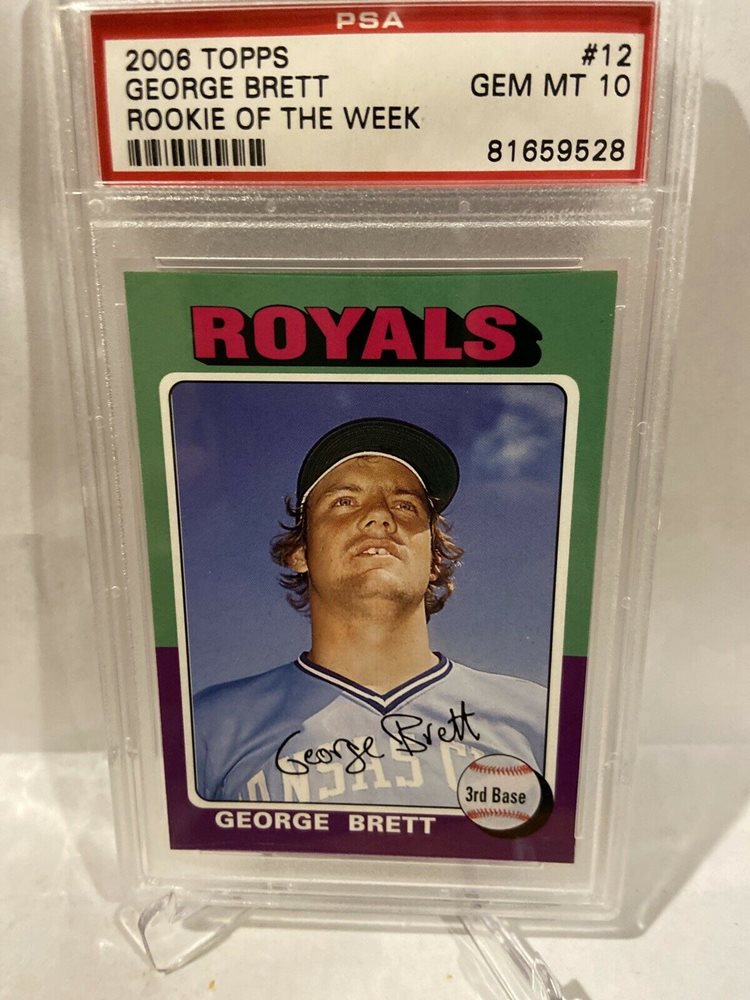 PSA
2006 TOPPS #12
GEORGE BRETT GEM MT 10
ROOKIE OF THE WEEK
81659528
ROYALS
George Brett
ANSAS C
3rd Base
GEORGE BRETT